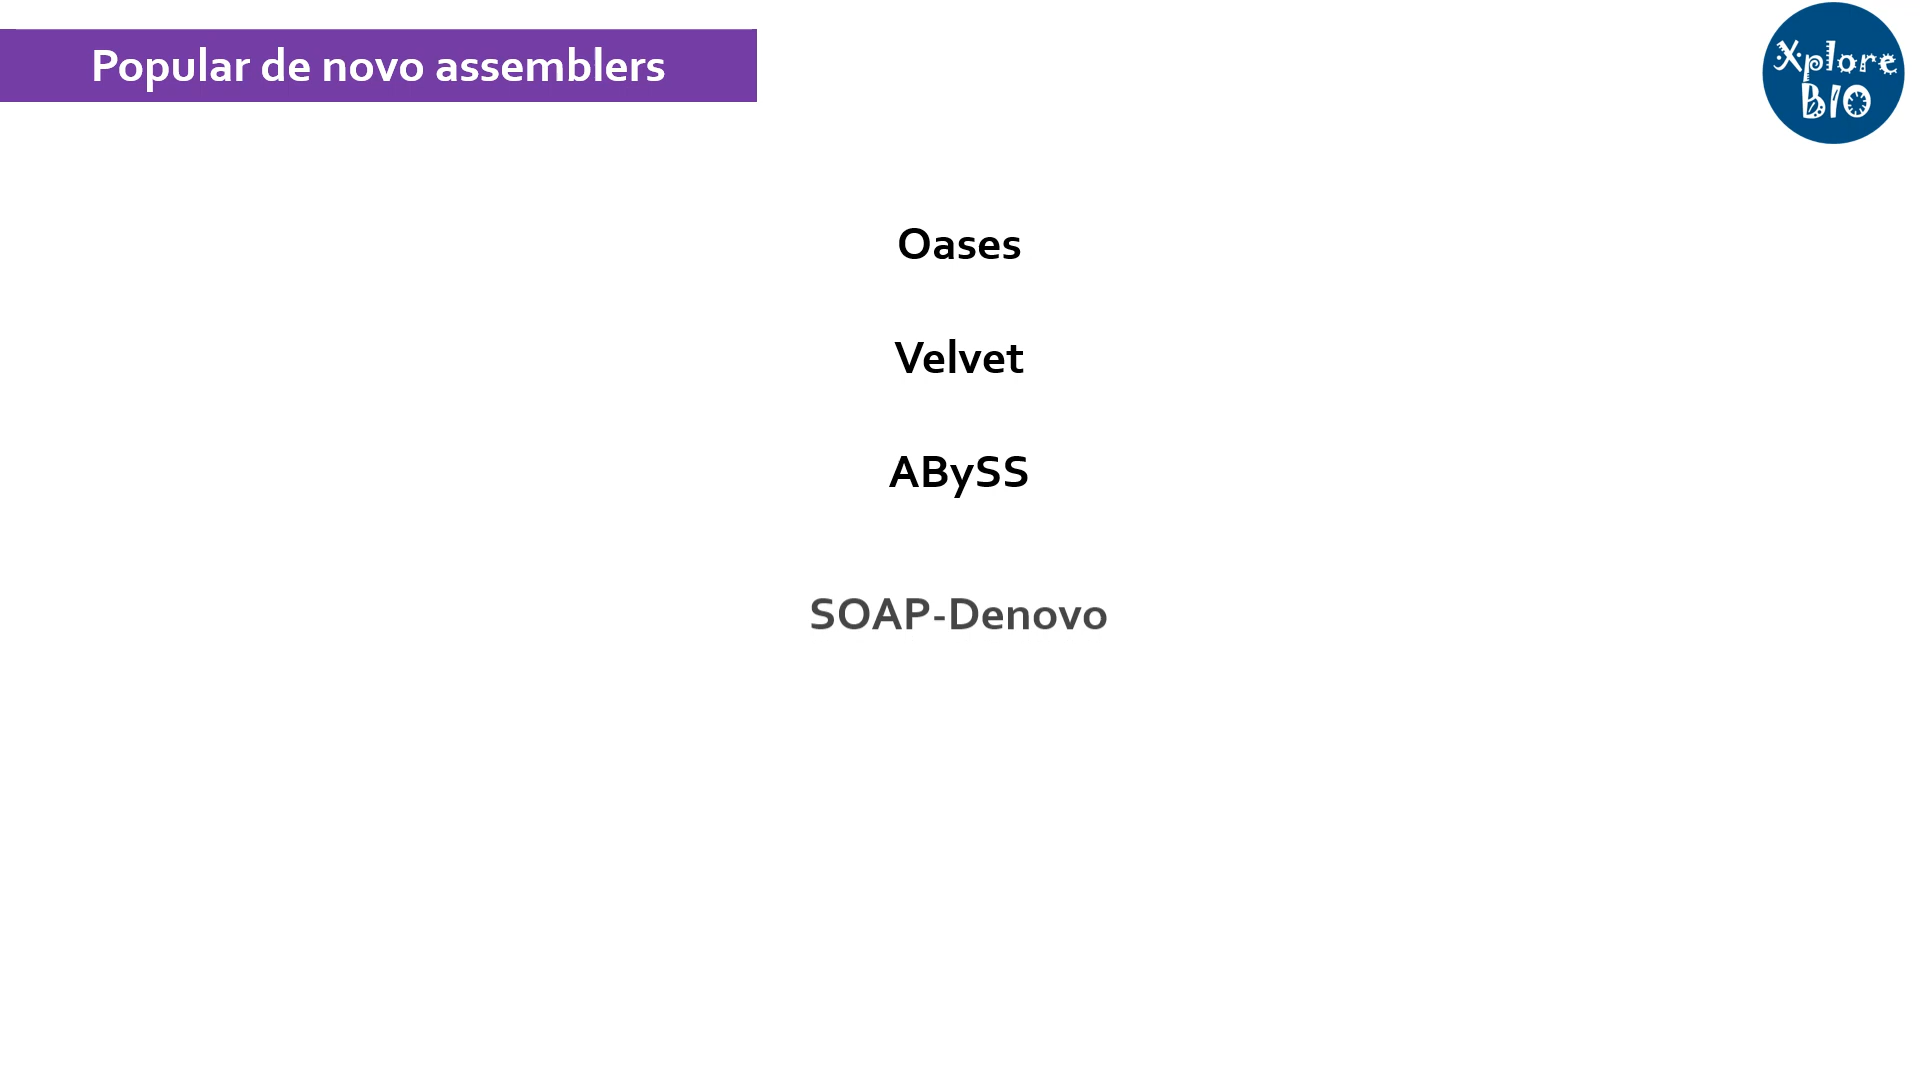 Popular de novo assemblers
Xplore
BIO
Oases
Velvet
ABySS
SOAP-Denovo